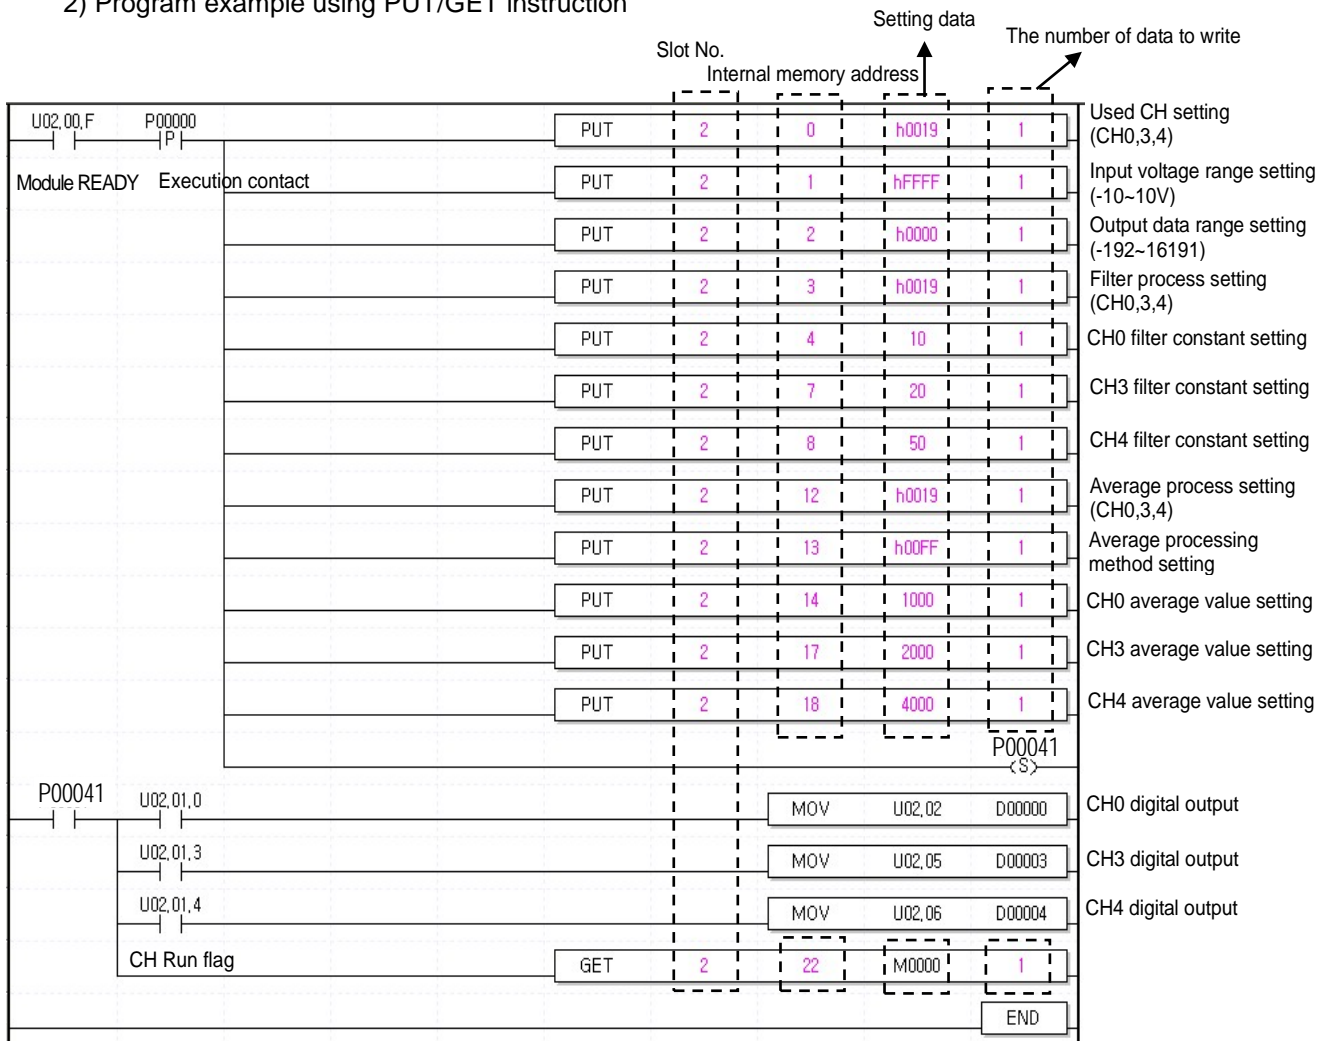 2) Program example using PUT/GET instruction
Setting data
The number of data to write
Slot No.
Internal memory address
U02,00,F P00000 PUT 2 0 h0019 1 Used CH setting
P (CH0,3,4)
Module READY Execution contact PUT 2 1 hFFFF 1 Input voltage range setting
(-10~10V)
PUT 2 2 h0000 1 Output data range setting
(-192~16191)
PUT 2 3 h0019 1 Filter process setting
(CH0,3,4)
PUT 2 4 10 1 CH0 filter constant setting
PUT 2 7 20 1 CH3 filter constant setting
PUT 2 8 50 1 CH4 filter constant setting
PUT 2 12 h0019 1 Average process setting
(CH0,3,4)
PUT 2 13 h00FF 1 Average processing
method setting
PUT 2 14 1000 1 CH0 average value setting
PUT 2 17 2000 1 CH3 average value setting
PUT 2 18 4000 1 CH4 average value setting
P00041
(S)
P00041 U02,01,0 MOV U02,02 D00000 CH0 digital output
U02,01,3 MOV U02,05 D00003 CH3 digital output
U02,01,4 MOV U02,06 D00004 CH4 digital output
CH Run flag GET 2 22 M0000 1
END